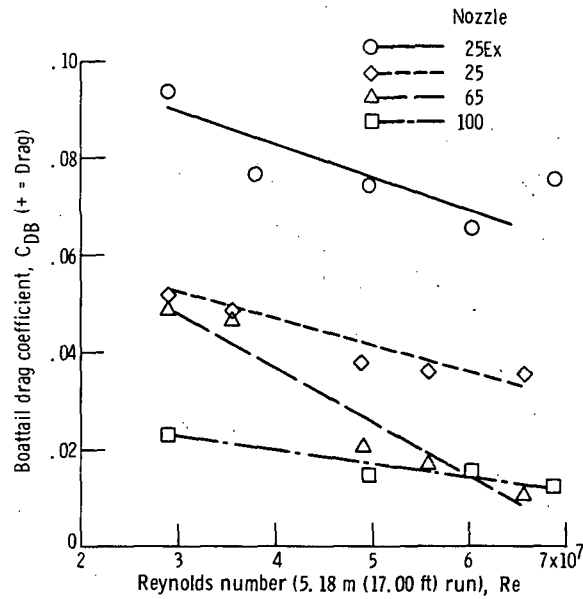 Nozzle
25Ex
25
65
100
.10
.08
.06
.04
.02
0
Boattail drag coefficient, C_DB (+ = Drag)
2 3 4 5 6 7x10^7
Reynolds number (5.18 m (17.00 ft) run), Re